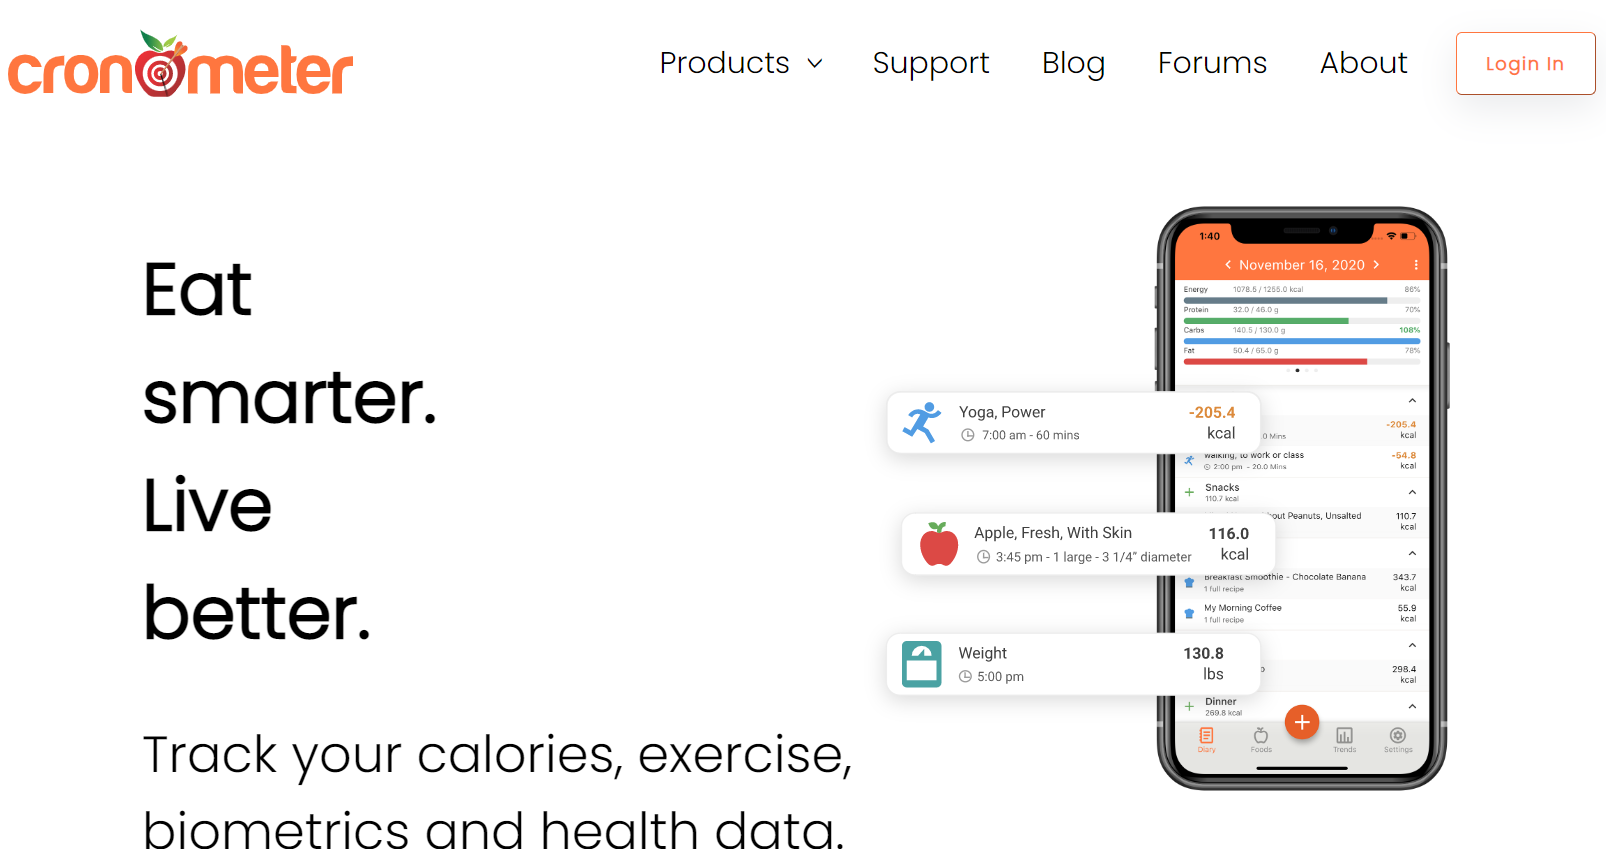 cronometer
Products
Support
Blog
Forums
About
Login In
Eat
smarter.
Live
better.
Track your calories, exercise,
biometrics and health data.
1:40
November 16, 2020
Energy 1078.5 / 1255.0 kcal 86%
Protein 32.0 / 46.0 g 70%
Carbs 140.5 / 130.0 g 108%
Fat 50.4 / 65.0 g 78%
Yoga, Power -205.4
7:00 am - 60 mins kcal
-205.4
0 Mins kcal
walking, to work or class -54.8
2:00 pm - 20.0 Mins kcal
Snacks
110.7 kcal
Peanuts, Unsalted 110.7
kcal
Apple, Fresh, With Skin 116.0
3:45 pm - 1 large - 3 1/4” diameter kcal
Breakfast Smoothie - Chocolate Banana 343.7
1 full recipe kcal
My Morning Coffee 55.9
1 full recipe kcal
Weight 130.8
5:00 pm lbs
298.4
kcal
Dinner
269.8 kcal
Diary
Foods
Trends
Settings